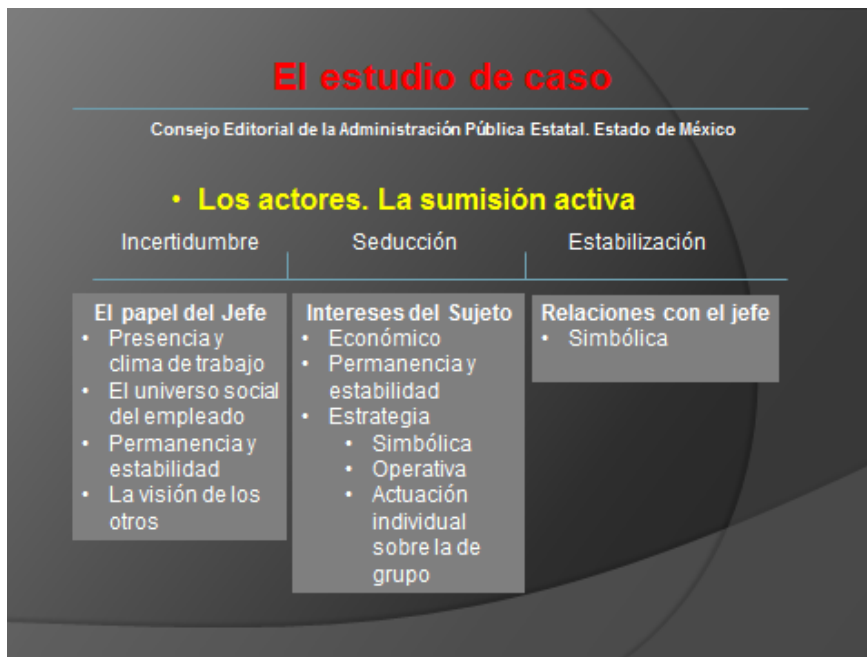 El estudio de caso
Consejo Editorial de la Administración Pública Estatal. Estado de México
• Los actores. La sumisión activa
Incertidumbre
Seducción
Estabilización
El papel del Jefe
• Presencia y
clima de trabajo
• El universo social
del empleado
• Permanencia y
estabilidad
• La visión de los
otros
Intereses del Sujeto
• Económico
• Permanencia y
estabilidad
• Estrategia
• Simbólica
• Operativa
• Actuación
individual
sobre la de
grupo
Relaciones con el jefe
• Simbólica